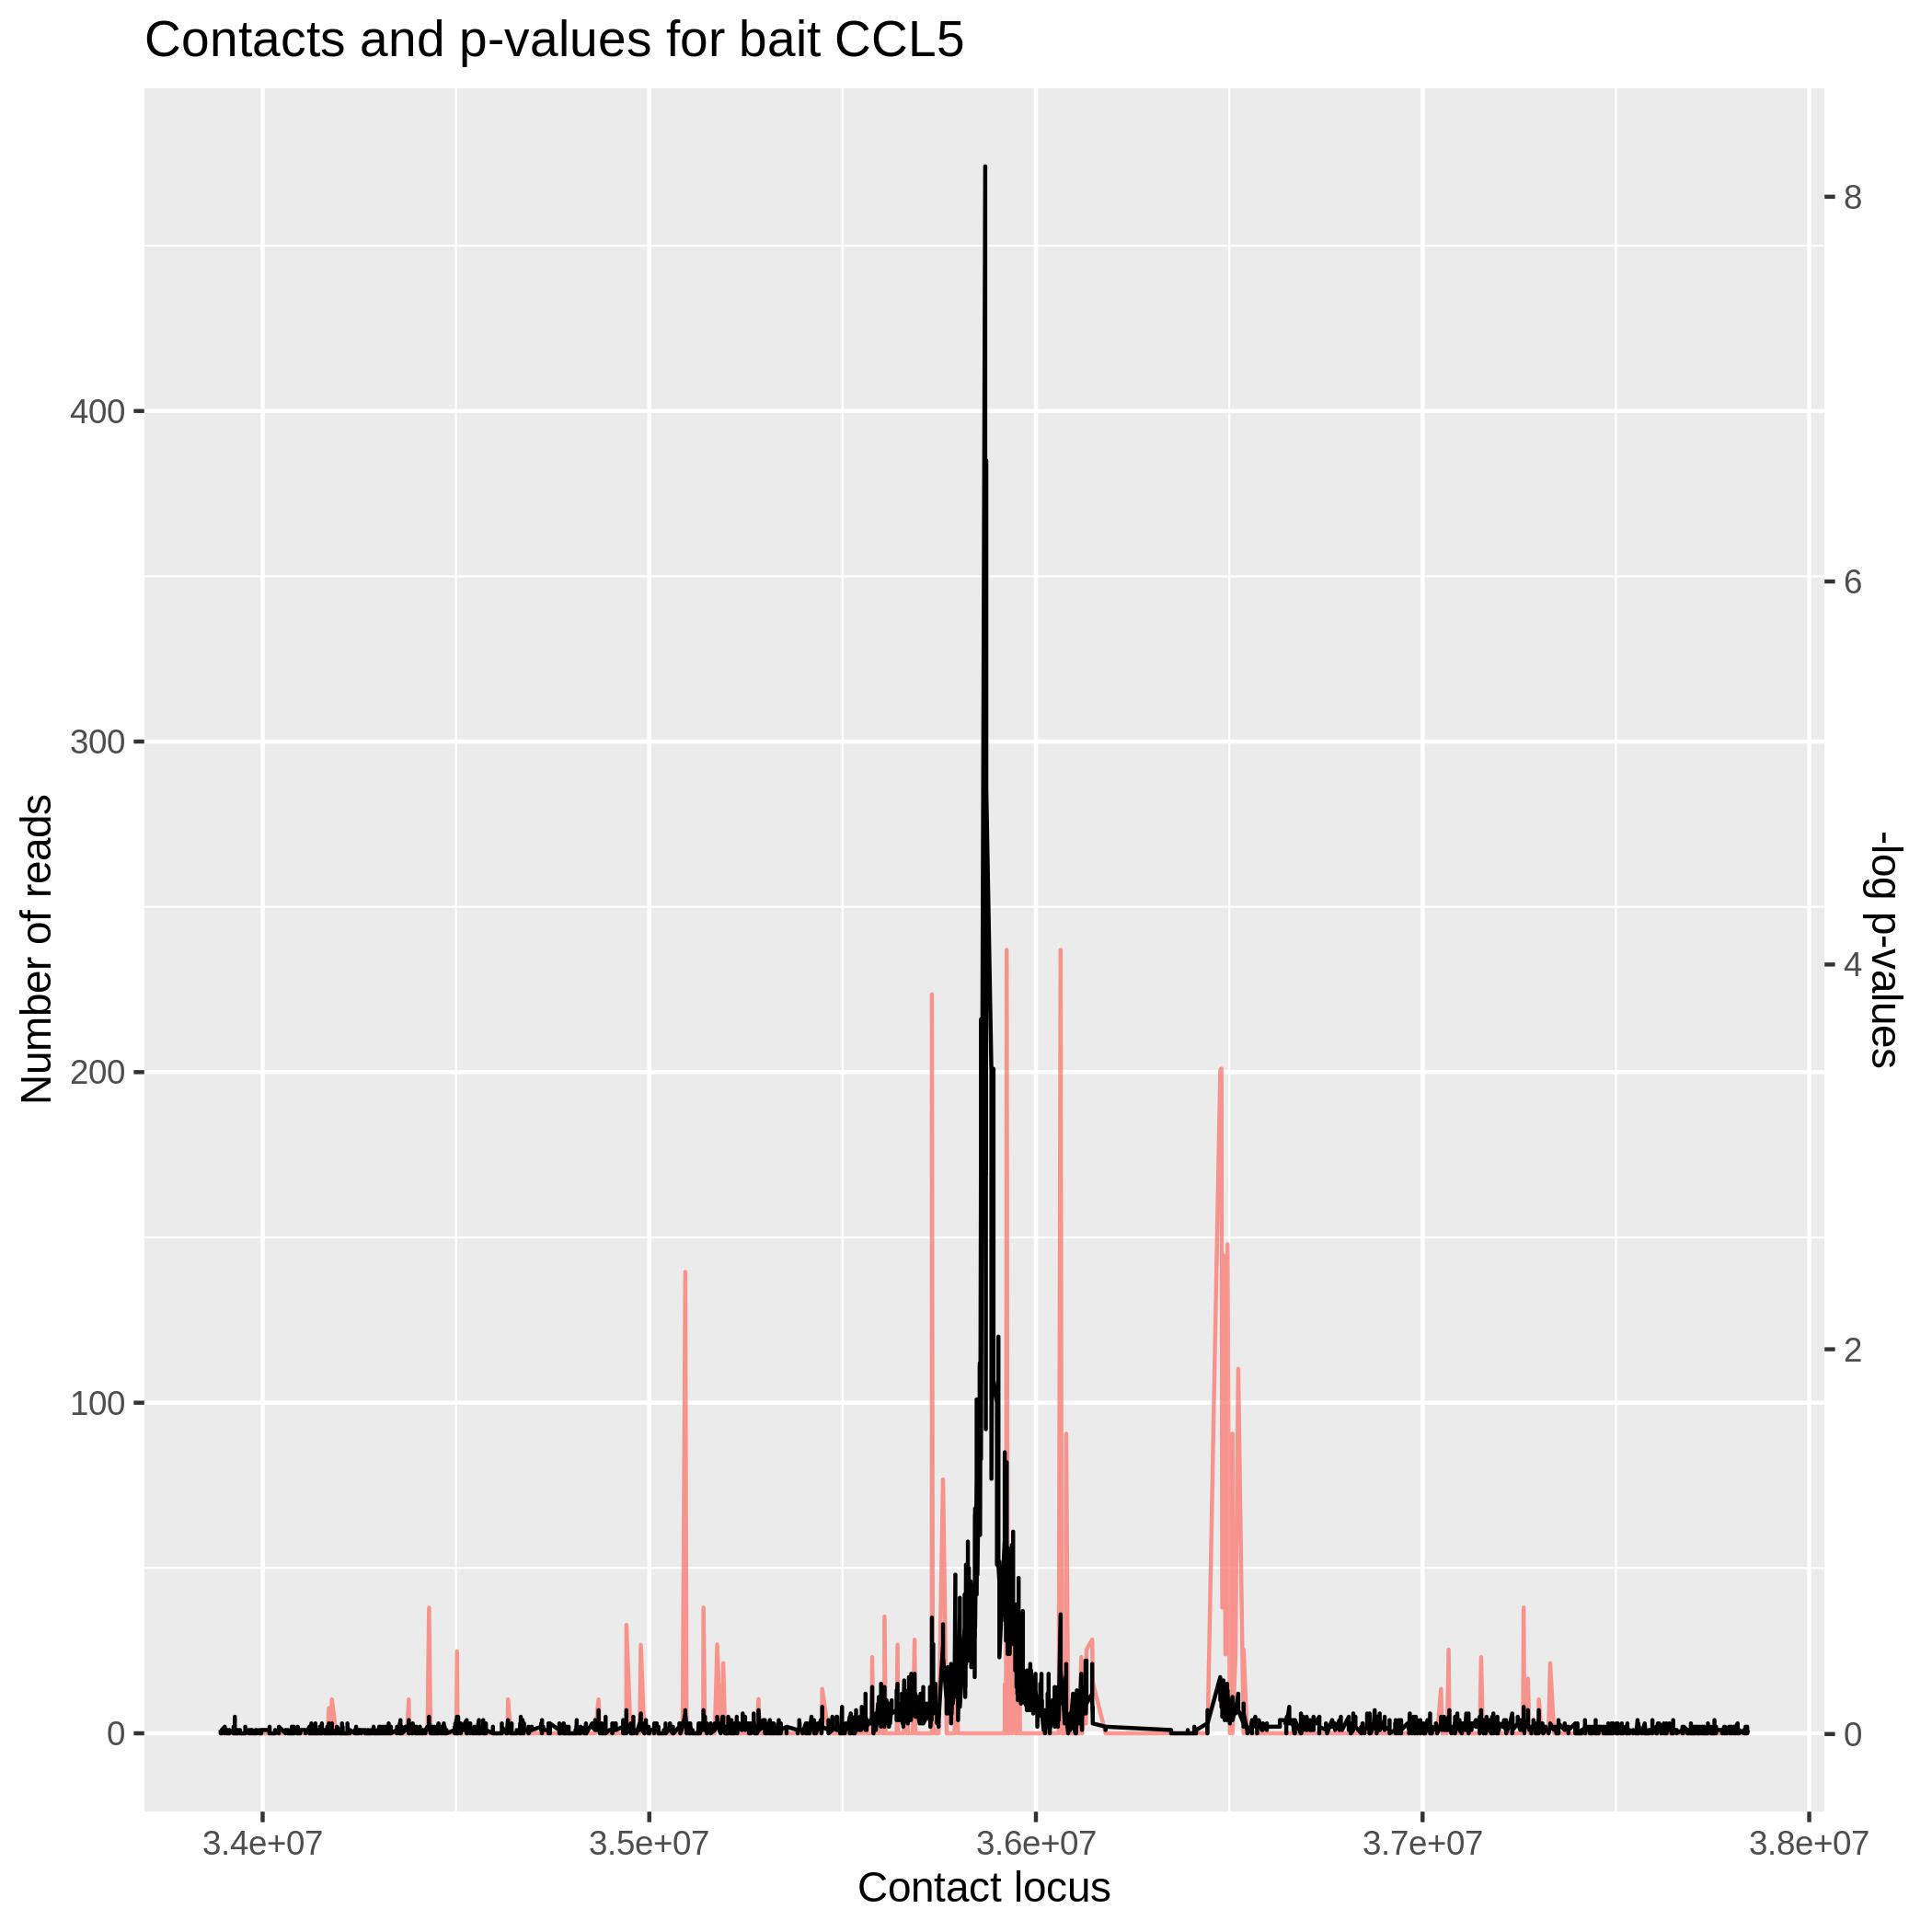 Contacts and p-values for bait CCL5
Number of reads
400
300
200
100
0
8
6
4
2
0
-log p-values
3.4e+07
3.5e+07
3.6e+07
3.7e+07
3.8e+07
Contact locus